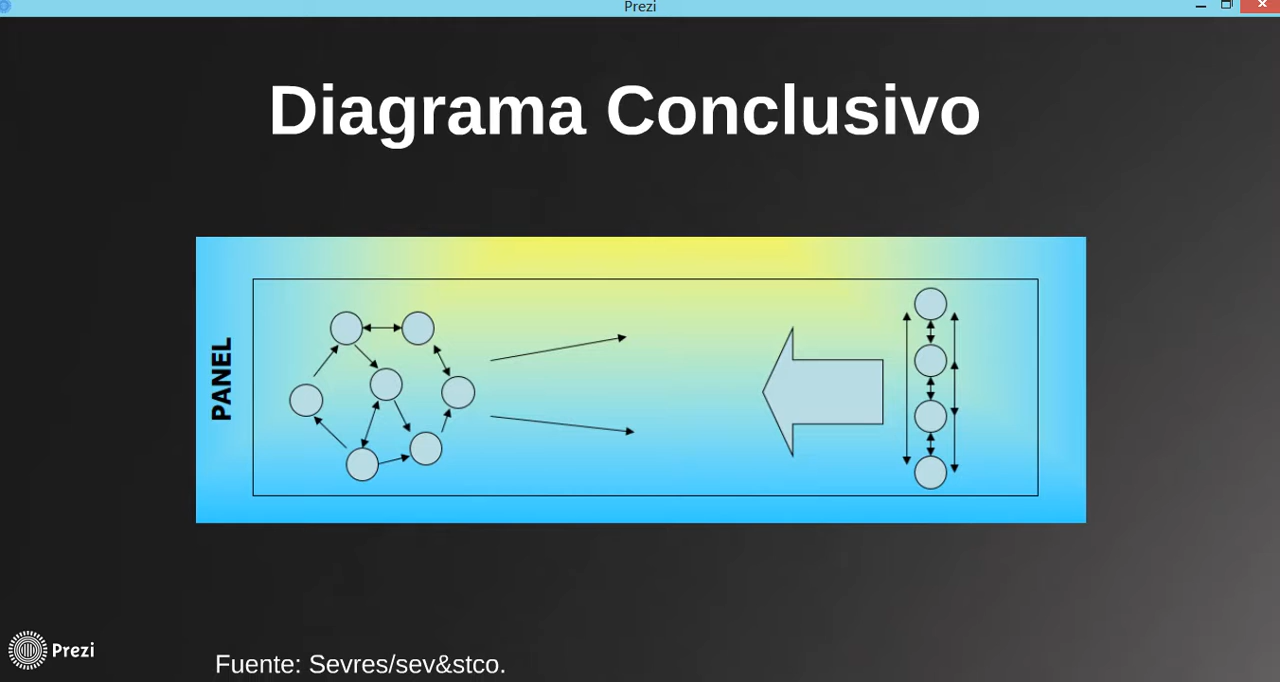 Prezi
Diagrama Conclusivo
PANEL
Prezi
Fuente: Sevres/sev&stco.